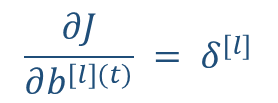 ∂J/∂b^{[l](t)} = δ^{[l]}